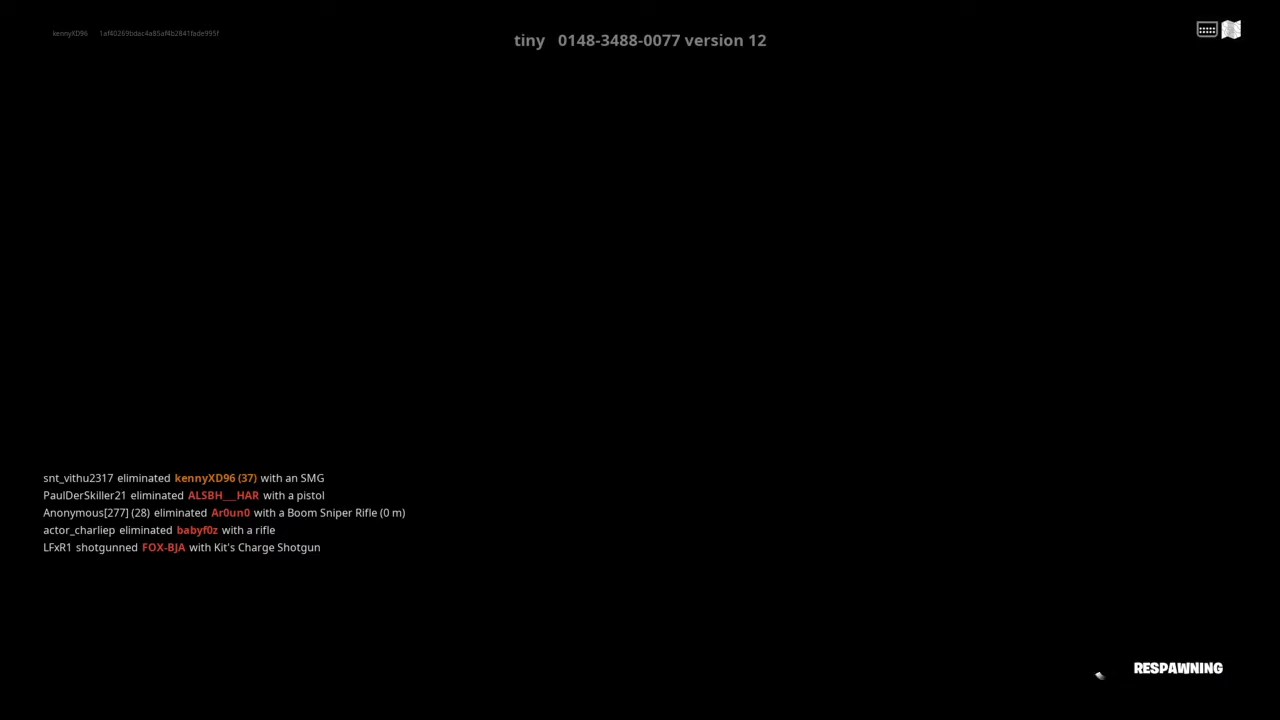 kennyXD96 1af40269bdac4a85af4b2841fade995f
tiny 0148-3488-0077 version 12
snt_vithu2317 eliminated kennyXD96 (37) with an SMG
PaulDerSkiller21 eliminated ALSBH___HAR with a pistol
Anonymous[277] (28) eliminated Ar0un0 with a Boom Sniper Rifle (0 m)
actor_charliep eliminated babyf0z with a rifle
LFxR1 shotgunned FOX-BJA with Kit's Charge Shotgun
RESPAWNING